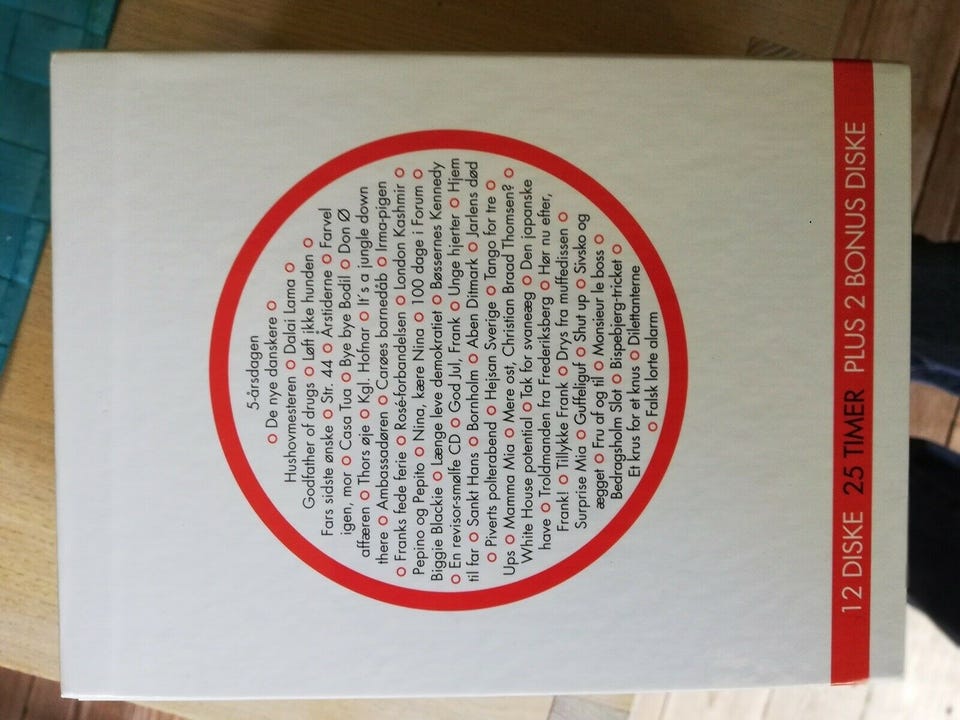 5-årsdagen
o De nye danskere o
Hushovmesteren o Dalai Lama o
Godfather of drugs o Løft ikke hunden o
Fars sidste ønske o Str. 44 o Årstiderne o Farvel
igen, mor o Casa Tua o Bye bye Bodil o Don Ø
affæren o Thors øje o Kgl. Hofnar o It's a jungle down
there o Ambassadøren o Carøes barnedåb o Irma-pigen
o Franks fede ferie o Rosé-forbandelsen o London Kashmir o
Pepino og Pepito o Nina, kære Nina o 100 dage i Forum o
Biggie Blackie o Længe leve demokratiet o Bøssernes Kennedy
o En revisor-smølfe CD o God Jul, Frank o Unge hjerter o Hjem
til far o Sankt Hans o Bornholm o Aben Ditmark o Jarlens død
o Piverts polterabend o Hejsan Sverige o Tango for tre o
Ups o Mamma Mio o Mere ost, Christian Braad Thomsen? o
White House potential o Tak for svaneæg o Den japanske
have o Troldmanden fra Frederiksberg o Hør nu efter,
Frank! o Tillykke Frank o Drys fra muffedissen o
Surprise Mia o Guffeliguf o Shut up o Sivsko og
ægget o Fru af og til o Monsieur le boss o
Bedragsholm Slot o Bispebjerg-tricket o
Et krus for et knus o Dilettanterne
o Falsk lorte alarm
12 DISKE 25 TIMER PLUS 2 BONUS DISKE